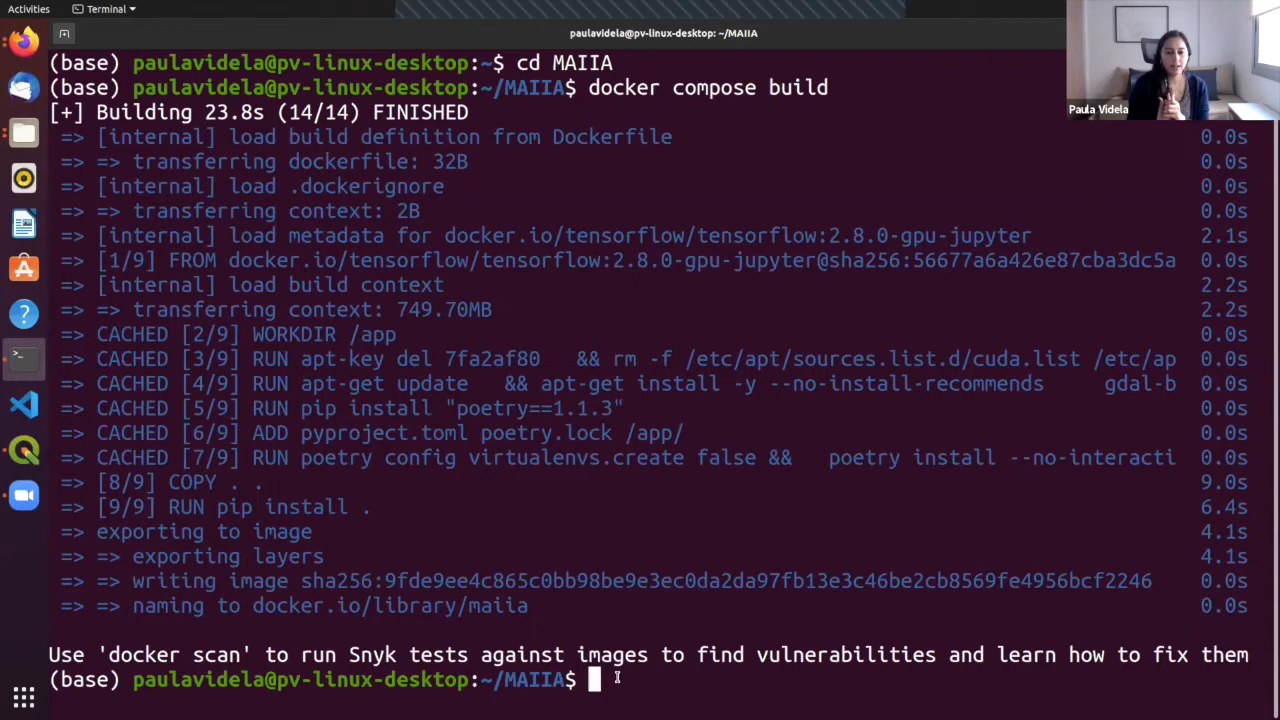 Activities
Terminal
paulavidela@pv-linux-desktop: ~/MAIIA
Paula Videla
(base) paulavidela@pv-linux-desktop:~$ cd MAIIA
(base) paulavidela@pv-linux-desktop:~/MAIIA$ docker compose build
[+] Building 23.8s (14/14) FINISHED
=> [internal] load build definition from Dockerfile 0.0s
=> => transferring dockerfile: 32B 0.0s
=> [internal] load .dockerignore 0.0s
=> => transferring context: 2B 0.0s
=> [internal] load metadata for docker.io/tensorflow/tensorflow:2.8.0-gpu-jupyter 2.1s
=> [1/9] FROM docker.io/tensorflow/tensorflow:2.8.0-gpu-jupyter@sha256:56677a6a426e87cba3dc5a 0.0s
=> [internal] load build context 2.2s
=> => transferring context: 749.70MB 2.2s
=> CACHED [2/9] WORKDIR /app 0.0s
=> CACHED [3/9] RUN apt-key del 7fa2af80 && rm -f /etc/apt/sources.list.d/cuda.list /etc/ap 0.0s
=> CACHED [4/9] RUN apt-get update && apt-get install -y --no-install-recommends gdal-b 0.0s
=> CACHED [5/9] RUN pip install "poetry==1.1.3" 0.0s
=> CACHED [6/9] ADD pyproject.toml poetry.lock /app/ 0.0s
=> CACHED [7/9] RUN poetry config virtualenvs.create false && poetry install --no-interacti 0.0s
=> [8/9] COPY . . 9.0s
=> [9/9] RUN pip install . 6.4s
=> exporting to image 4.1s
=> => exporting layers 4.1s
=> => writing image sha256:9fde9ee4c865c0bb98be9e3ec0da2da97fb13e3c46be2cb8569fe4956bcf2246 0.0s
=> => naming to docker.io/library/maiia 0.0s
Use 'docker scan' to run Snyk tests against images to find vulnerabilities and learn how to fix them
(base) paulavidela@pv-linux-desktop:~/MAIIA$